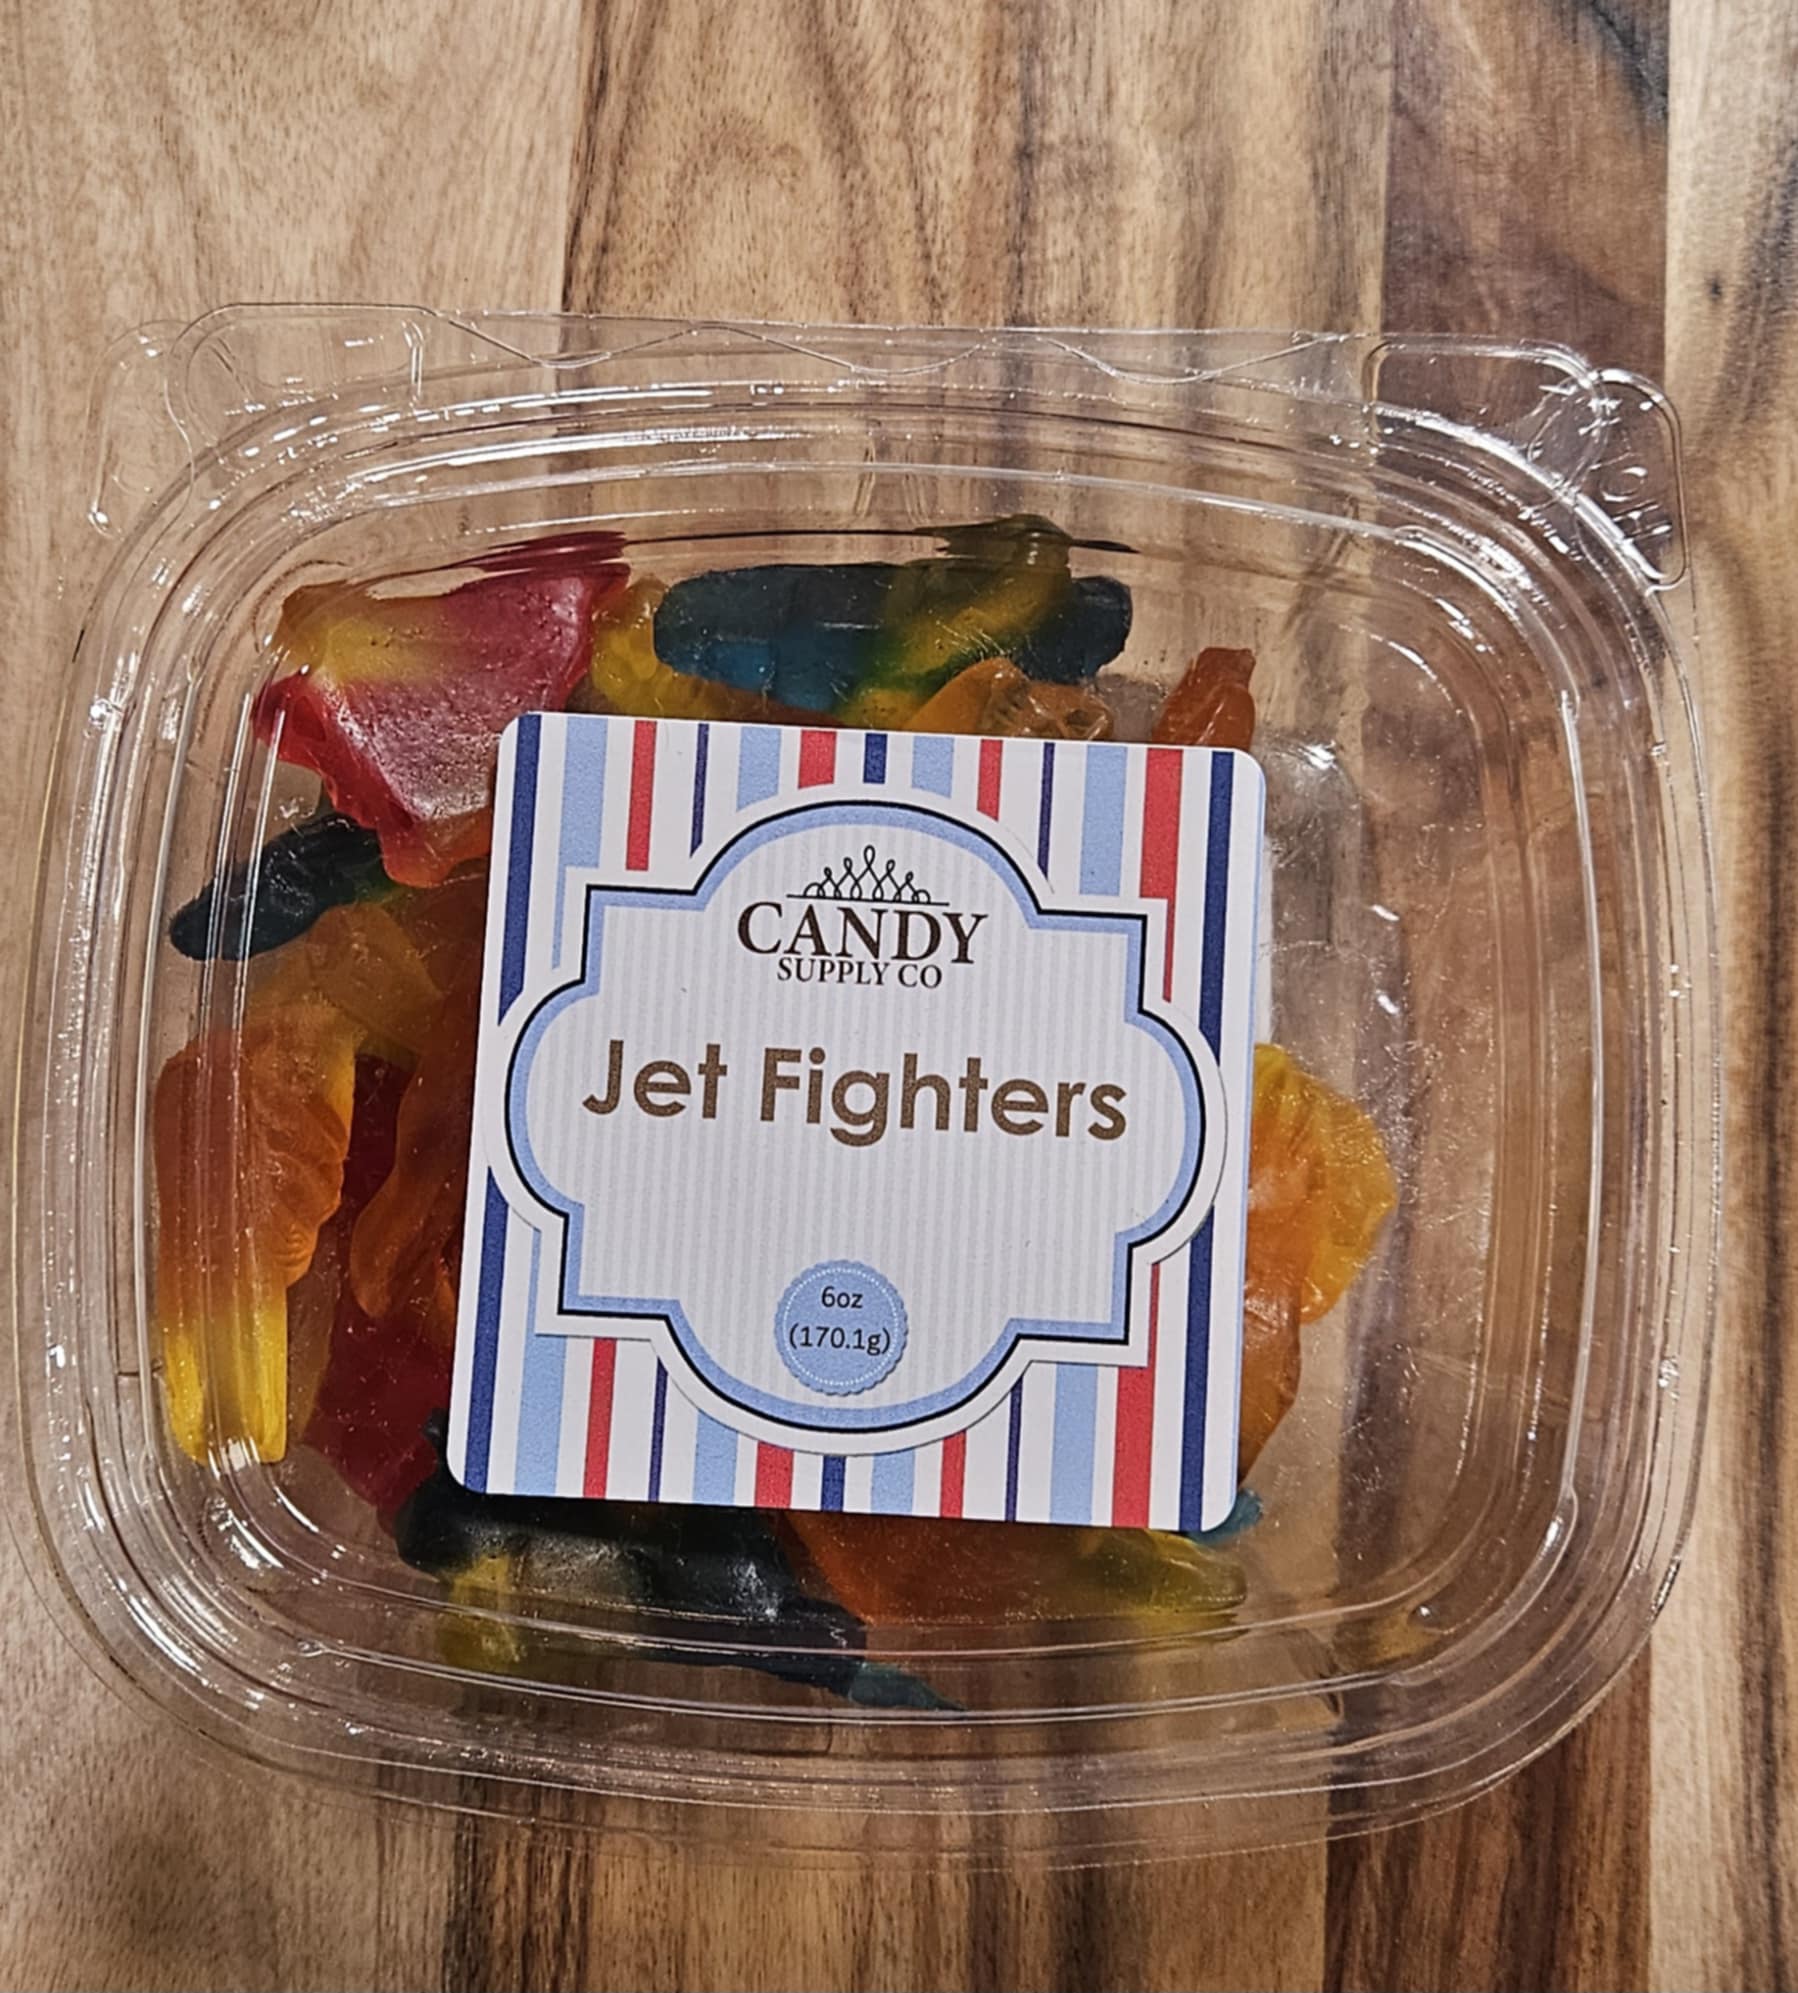 CANDY
SUPPLY CO
Jet Fighters
6oz
(170.1g)